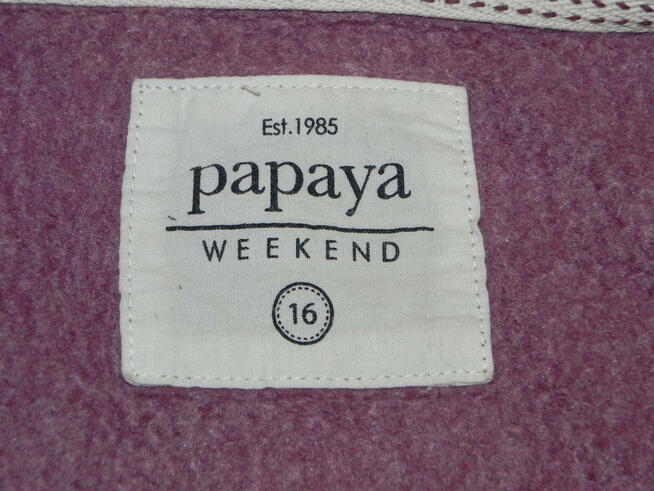 Est.1985
papaya
WEEKEND
16